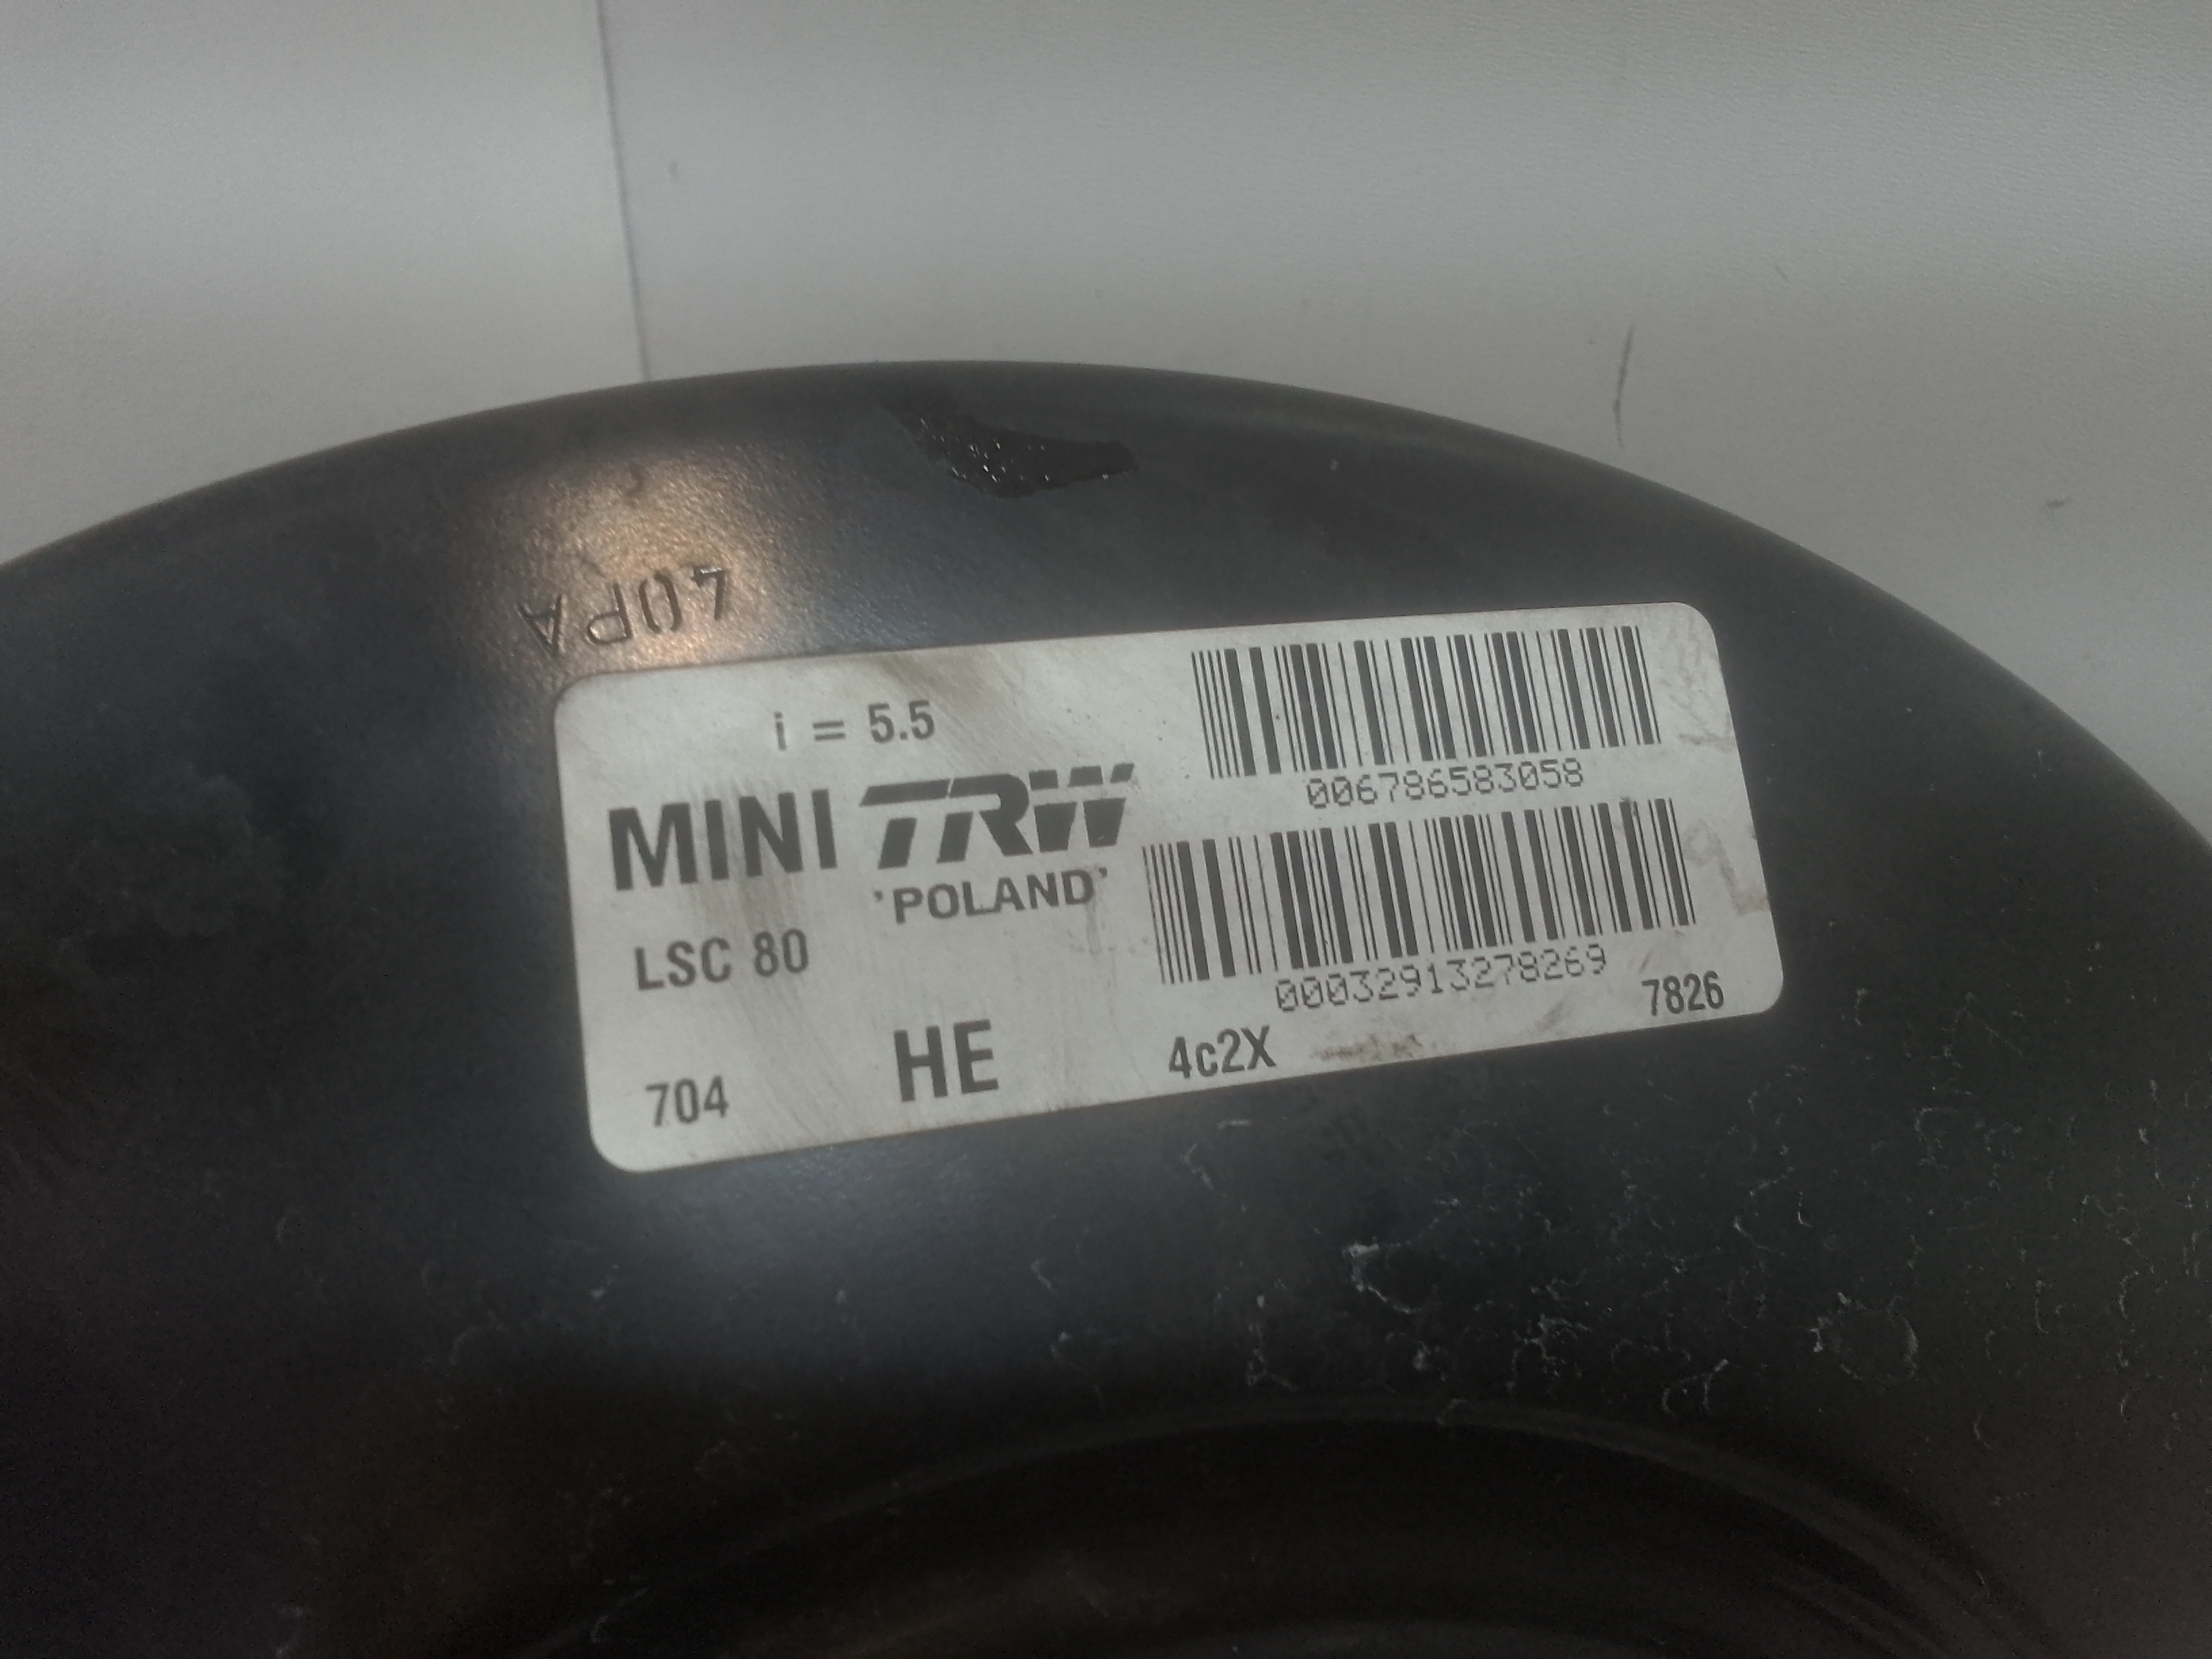 40PA
i = 5.5
MINI TRW
'POLAND'
LSC 80
704
HE
4c2X
006786583058
00032913278269
7826